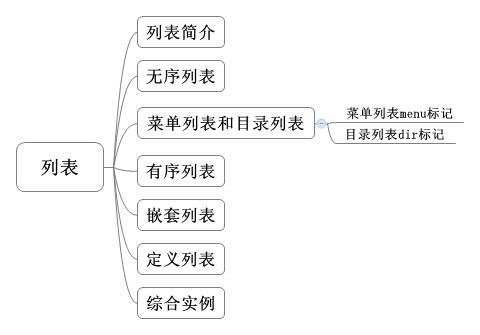 列表
列表简介
无序列表
菜单列表和目录列表
菜单列表menu标记
目录列表dir标记
有序列表
嵌套列表
定义列表
综合实例